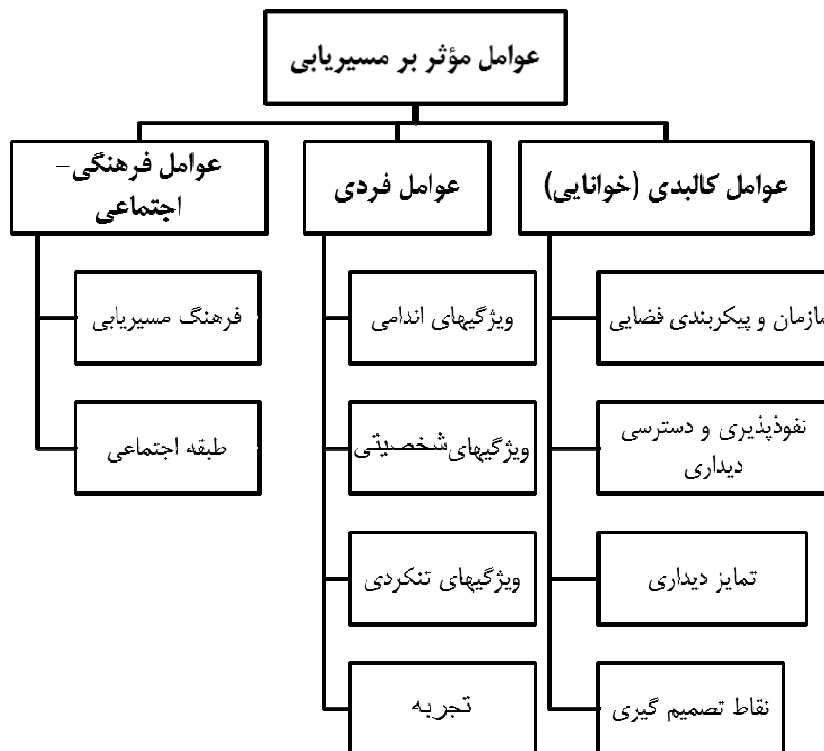 عوامل مؤثر بر مسیریابی
عوامل کالبدی (خوانایی)
سازمان و پیکربندی فضایی
نفوذپذیری و دسترسی
دیداری
تمایز دیداری
نقاط تصمیم گیری
عوامل فردی
ویژگیهای اندامی
ویژگیهای شخصیتی
ویژگیهای تنکردی
تجربه
عوامل فرهنگی-
اجتماعی
فرهنگ مسیریابی
طبقه اجتماعی